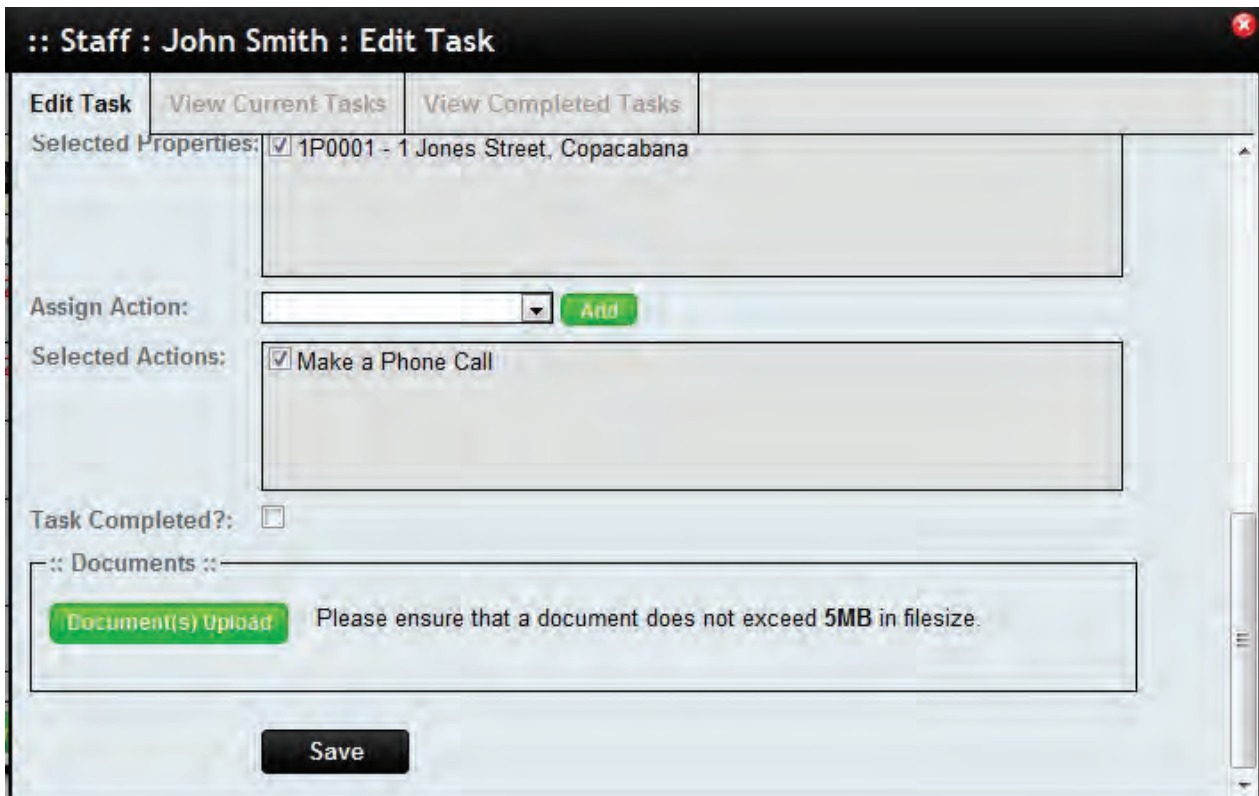 :: Staff : John Smith : Edit Task
Edit Task View Current Tasks View Completed Tasks
Selected Properties: 1P0001 - 1 Jones Street, Copacabana
Assign Action: Add
Selected Actions: Make a Phone Call
Task Completed?:
:: Documents ::
Document(s) Upload Please ensure that a document does not exceed 5MB in filesize.
Save